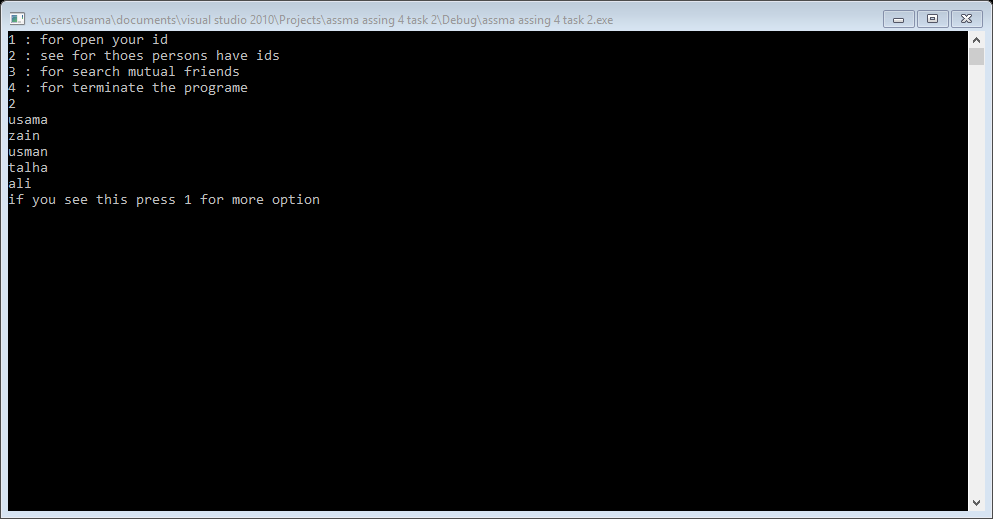 c:\users\usama\documents\visual studio 2010\Projects\assma assing 4 task 2\Debug\assma assing 4 task 2.exe
1 : for open your id
2 : see for thoes persons have ids
3 : for search mutual friends
4 : for terminate the programe
2
usama
zain
usman
talha
ali
if you see this press 1 for more option